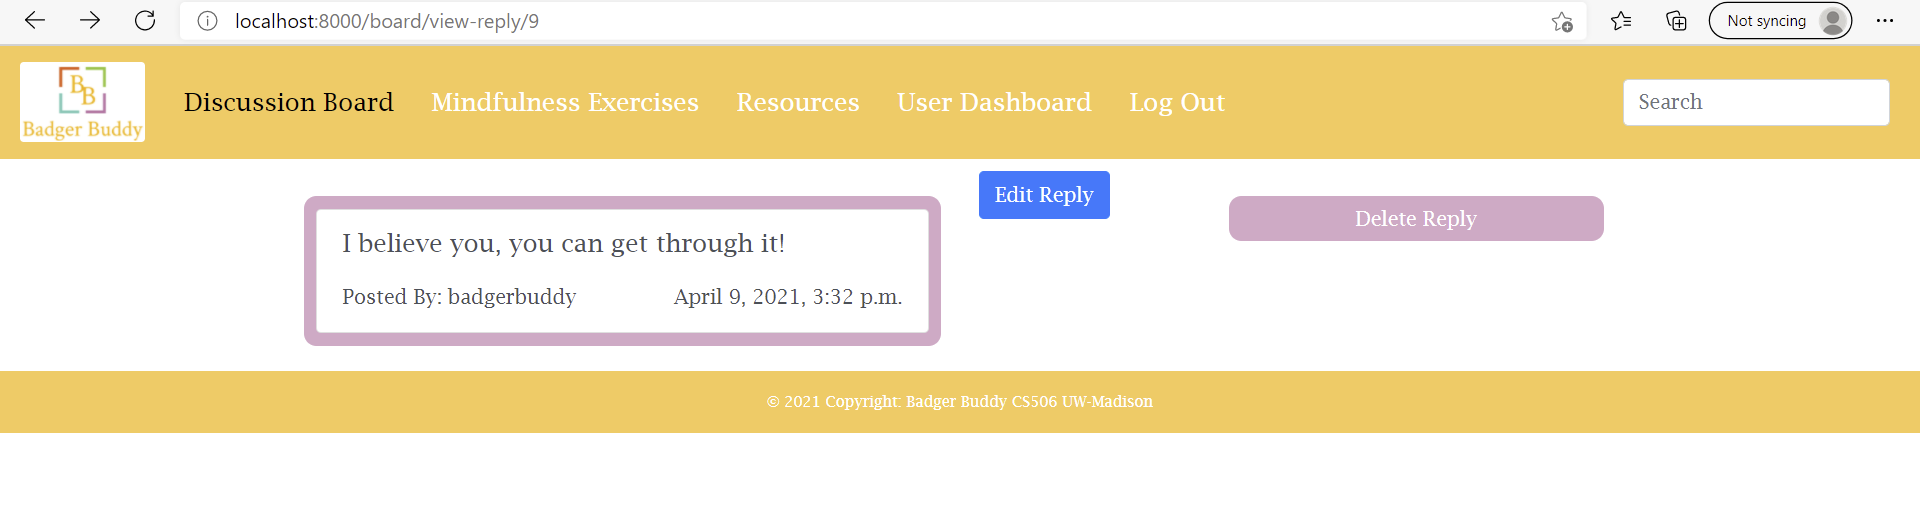 localhost:8000/board/view-reply/9
Not syncing
BB
Badger Buddy
Discussion Board Mindfulness Exercises Resources User Dashboard Log Out
Search
Edit Reply
Delete Reply
I believe you, you can get through it!
Posted By: badgerbuddy April 9, 2021, 3:32 p.m.
© 2021 Copyright: Badger Buddy CS506 UW-Madison